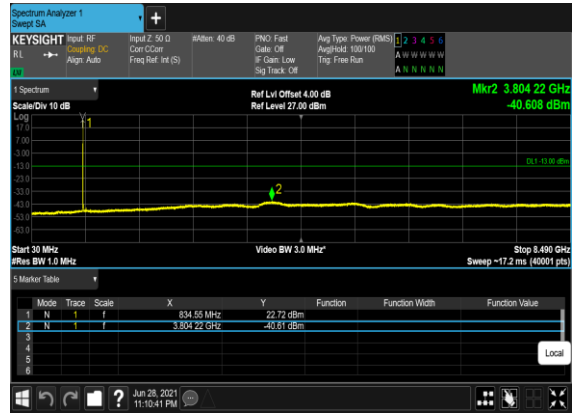 Spectrum Analyzer 1
Swept SA
KEYSIGHT Input: RF Input Z: 50 Ω #Atten: 40 dB PNO: Fast Avg Type: Power (RMS) 1 2 3 4 5 6
RL Coupling: DC Corr CCorr Gate: Off Avg|Hold: 100/100 A W W W W W
Align: Auto Freq Ref: Int (S) IF Gain: Low Trig: Free Run
Sig Track: Off A N N N N N
LXI
1 Spectrum Ref Lvl Offset 4.00 dB Mkr2 3.804 22 GHz
Scale/Div 10 dB Ref Level 27.00 dBm -40.608 dBm
Log
17.0
7.00
-3.00
-13.0 DL1 -13.00 dBm
-23.0
-33.0
-43.0
-53.0
-63.0
1
2
Start 30 MHz Video BW 3.0 MHz* Stop 8.490 GHz
#Res BW 1.0 MHz Sweep ~17.2 ms (40001 pts)
5 Marker Table
Mode Trace Scale X Y Function Function Width Function Value
1 N 1 f 834.55 MHz 22.72 dBm
2 N 1 f 3.804 22 GHz -40.61 dBm
3
4
5
6
Local
? Jun 28, 2021
11:10:41 PM